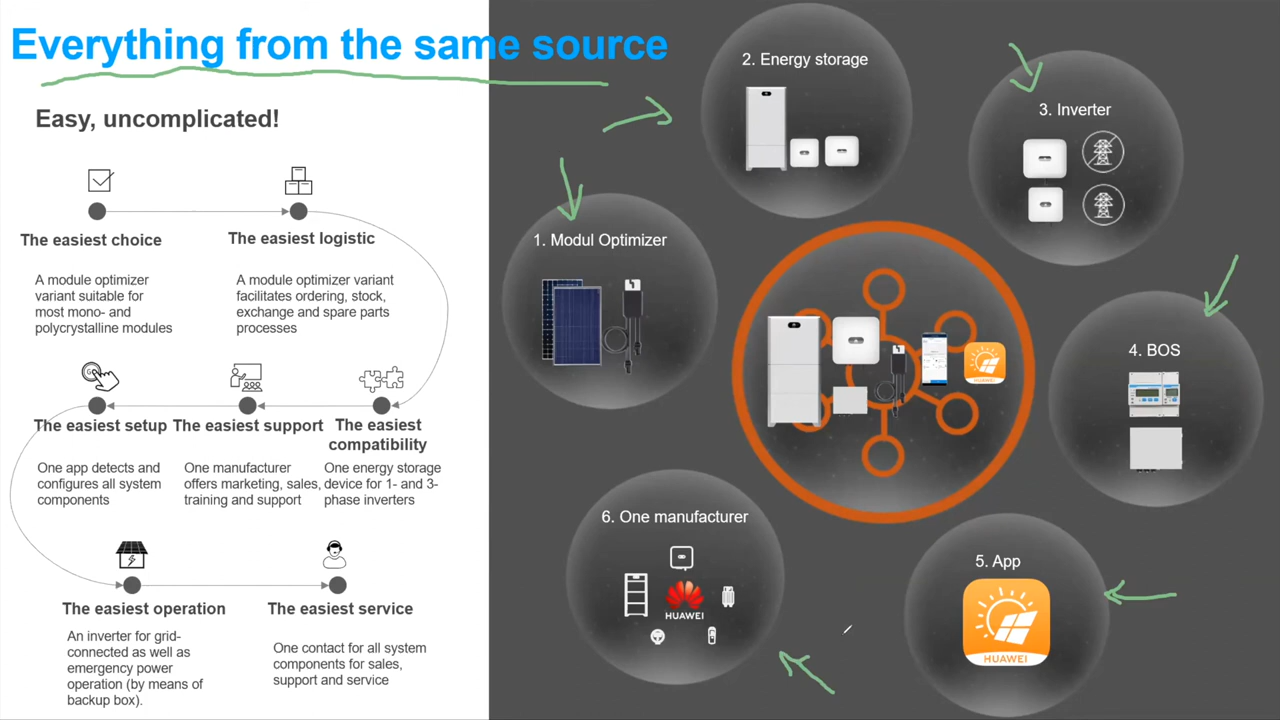 Everything from the same source
Easy, uncomplicated!
The easiest choice
A module optimizer
variant suitable for
most mono- and
polycrystalline modules
The easiest logistic
A module optimizer variant
facilitates ordering, stock,
exchange and spare parts
processes
The easiest setup
One app detects and
configures all system
components
The easiest support
One manufacturer
offers marketing, sales,
training and support
The easiest
compatibility
One energy storage
device for 1- and 3-
phase inverters
The easiest operation
An inverter for grid-
connected as well as
emergency power
operation (by means of
backup box).
The easiest service
One contact for all system
components for sales,
support and service
1. Modul Optimizer
2. Energy storage
3. Inverter
4. BOS
5. App
HUAWEI
6. One manufacturer
HUAWEI
HUAWEI